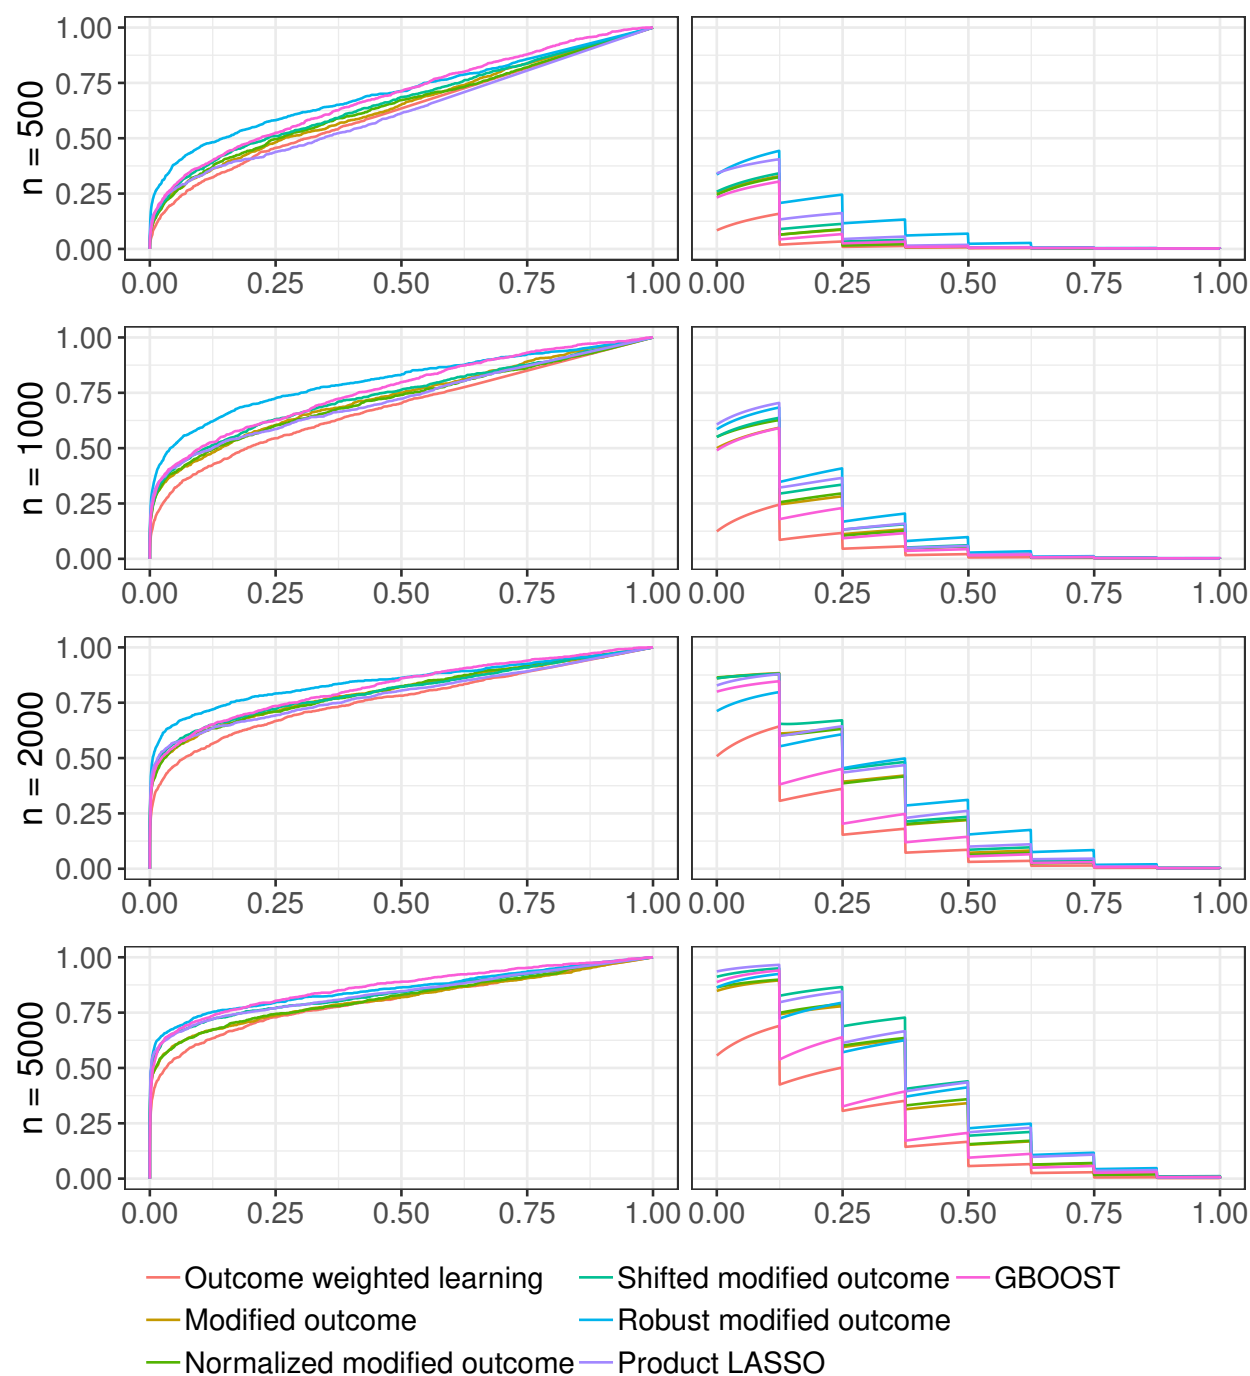 1.00
0.75
0.50
0.25
0.00
n = 500
0.00 0.25 0.50 0.75 1.00 0.00 0.25 0.50 0.75 1.00
1.00
0.75
0.50
0.25
0.00
n = 1000
0.00 0.25 0.50 0.75 1.00 0.00 0.25 0.50 0.75 1.00
1.00
0.75
0.50
0.25
0.00
n = 2000
0.00 0.25 0.50 0.75 1.00 0.00 0.25 0.50 0.75 1.00
1.00
0.75
0.50
0.25
0.00
n = 5000
0.00 0.25 0.50 0.75 1.00 0.00 0.25 0.50 0.75 1.00
Outcome weighted learning Shifted modified outcome GBOOST
Modified outcome Robust modified outcome
Normalized modified outcome Product LASSO